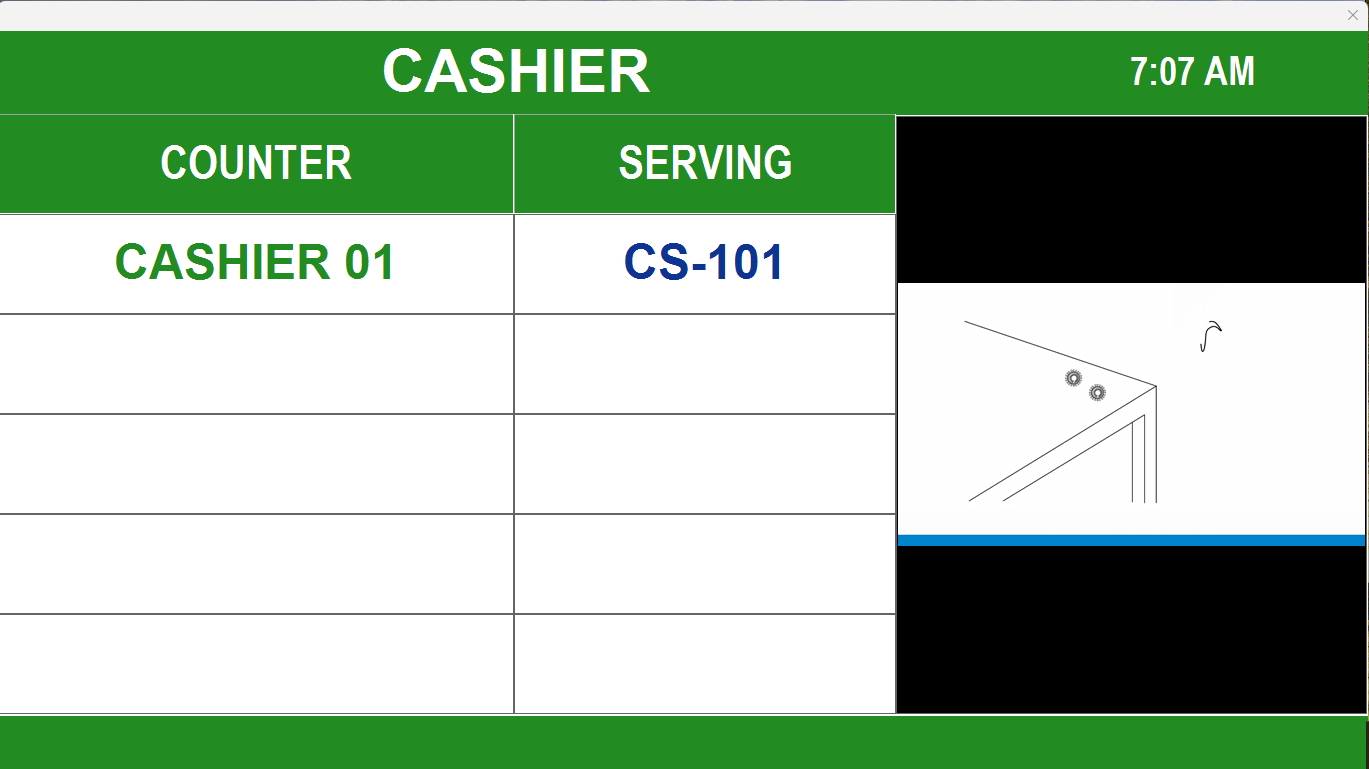 CASHIER
7:07 AM
COUNTER
SERVING
CASHIER 01
CS-101